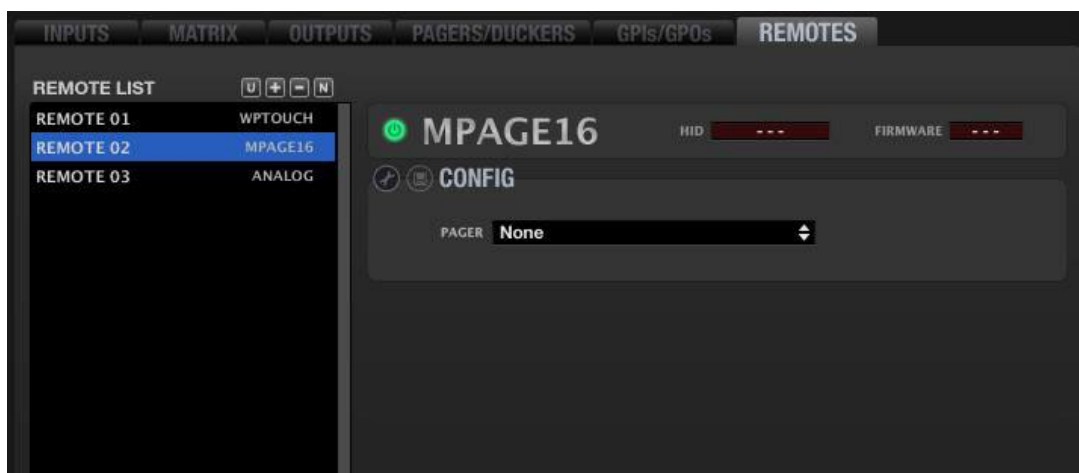 INPUTS MATRIX OUTPUTS PAGERS/DUCKERS GPIs/GPOs REMOTES
REMOTE LIST U + - N
REMOTE 01 WPTOUCH
REMOTE 02 MPAGE16
REMOTE 03 ANALOG
MPAGE16 HID --- FIRMWARE ---
CONFIG
PAGER None